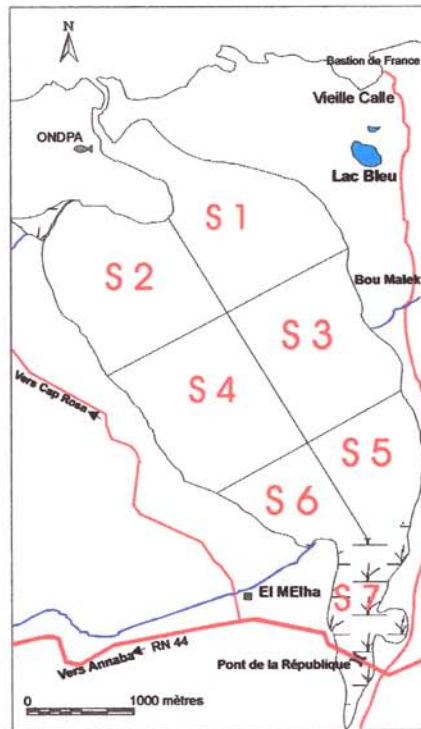 N
Bastion de France
Vieille Calle
ONDPA
Lac Bleu
S 1
S 2
Bou Malek
S 3
S 4
Vers Cap Rosa
S 5
S 6
El MElha
S 7
Vers Annaba
RN 44
Pont de la République
0 1000 mètres